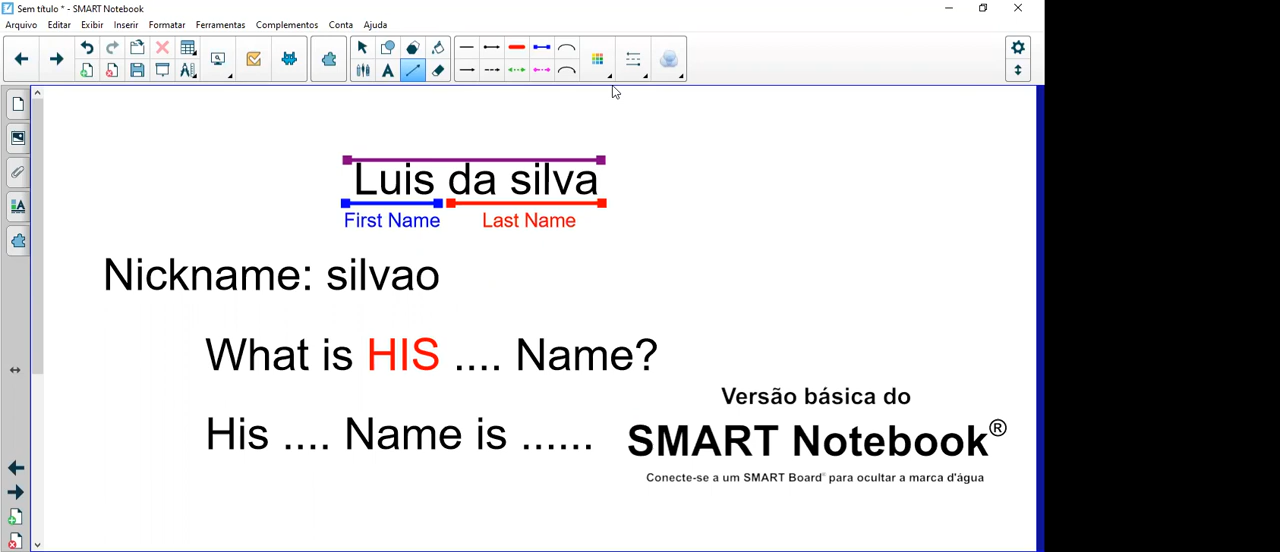 Sem título * - SMART Notebook
Arquivo Editar Exibir Inserir Formatar Ferramentas Complementos Conta Ajuda
Luis da silva
First Name Last Name
Nickname: silvao
What is HIS .... Name?
His .... Name is ......
Versão básica do
SMART Notebook®
Conecte-se a um SMART Board® para ocultar a marca d'água